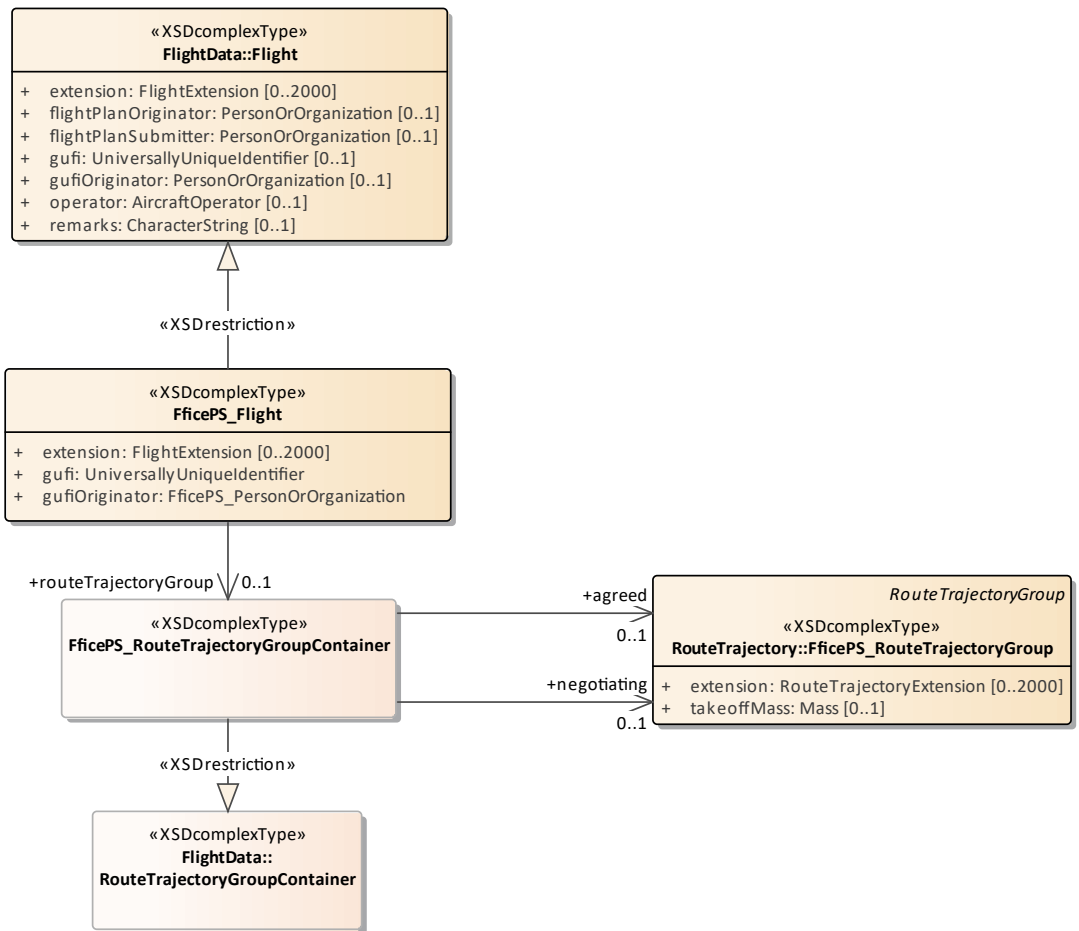 «XSDcomplexType»
FlightData::Flight
+ extension: FlightExtension [0..2000]
+ flightPlanOriginator: PersonOrOrganization [0..1]
+ flightPlanSubmitter: PersonOrOrganization [0..1]
+ gufi: UniversallyUniqueIdentifier [0..1]
+ gufiOriginator: PersonOrOrganization [0..1]
+ operator: AircraftOperator [0..1]
+ remarks: CharacterString [0..1]
«XSDrestriction»
«XSDcomplexType»
FficePS_Flight
+ extension: FlightExtension [0..2000]
+ gufi: UniversallyUniqueIdentifier
+ gufiOriginator: FficePS_PersonOrOrganization
+routeTrajectoryGroup 0..1
«XSDcomplexType»
FficePS_RouteTrajectoryGroupContainer
+agreed
0..1
+negotiating
0..1
RouteTrajectoryGroup
«XSDcomplexType»
RouteTrajectory::FficePS_RouteTrajectoryGroup
+ extension: RouteTrajectoryExtension [0..2000]
+ takeoffMass: Mass [0..1]
«XSDrestriction»
«XSDcomplexType»
FlightData::
RouteTrajectoryGroupContainer